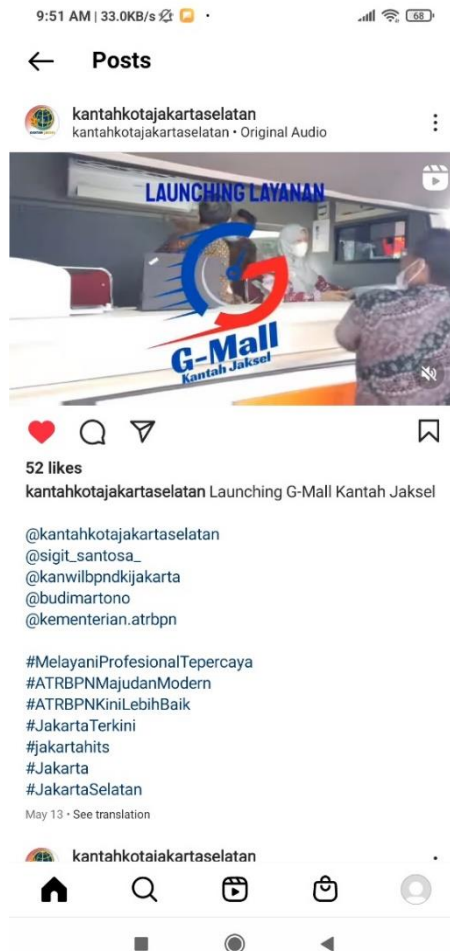 9:51 AM | 33.0KB/s
68
Posts
kantahkotajakartaselatan
kantahkotajakartaselatan • Original Audio
LAUNCHING LAYANAN
G-Mall
Kantah Jaksel
52 likes
kantahkotajakartaselatan Launching G-Mall Kantah Jaksel
@kantahkotajakartaselatan
@sigit_santosa_
@kanwilbpndkijakarta
@budimartono
@kementerian.atrbpn
#MelayaniProfesionalTepercaya
#ATRBPNMajudanModern
#ATRBPNKiniLebihBaik
#JakartaTerkini
#jakartahits
#Jakarta
#JakartaSelatan
May 13 • See translation
kantahkotajakartaselatan